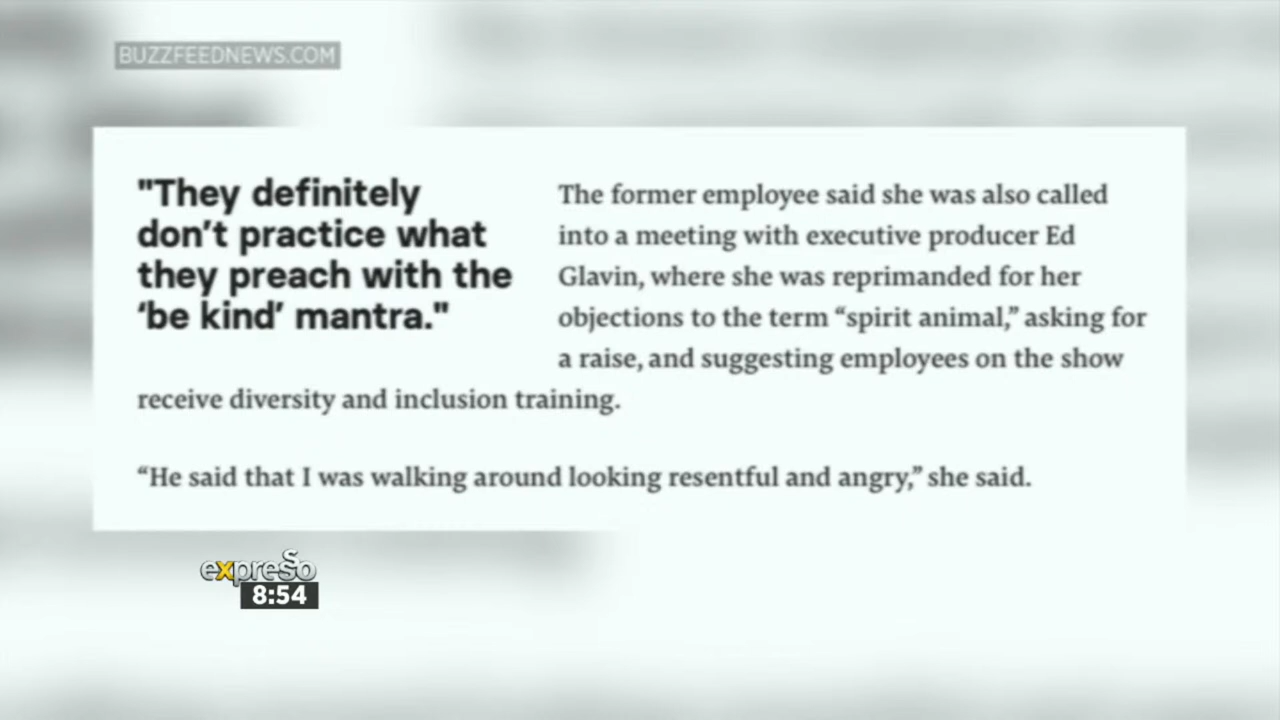 BUZZFEEDNEWS.COM
"They definitely
don’t practice what
they preach with the
‘be kind’ mantra."
The former employee said she was also called
into a meeting with executive producer Ed
Glavin, where she was reprimanded for her
objections to the term “spirit animal,” asking for
a raise, and suggesting employees on the show
receive diversity and inclusion training.
“He said that I was walking around looking resentful and angry,” she said.
expresso
8:54